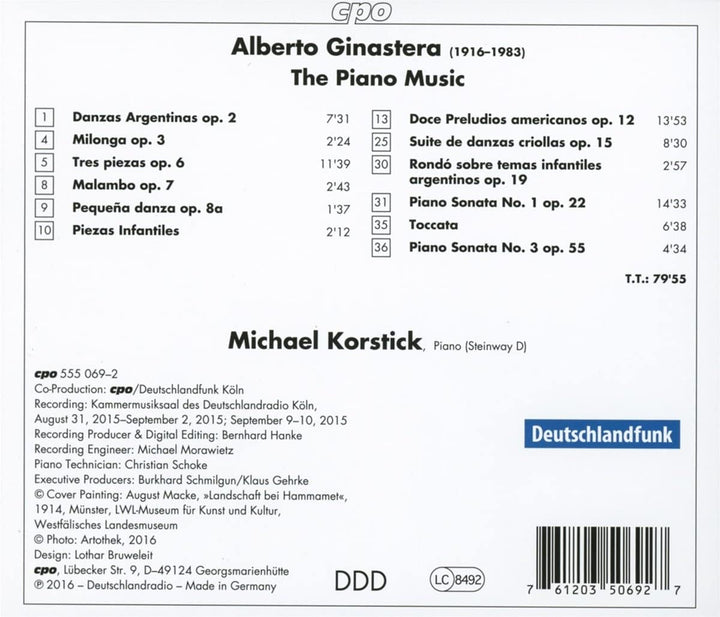 cpo
Alberto Ginastera (1916–1983)
The Piano Music
1 Danzas Argentinas op. 2 7'31
4 Milonga op. 3 2'24
5 Tres piezas op. 6 11'39
8 Malambo op. 7 2'43
9 Pequeña danza op. 8a 1'37
10 Piezas Infantiles 2'12
13 Doce Preludios americanos op. 12 13'53
25 Suite de danzas criollas op. 15 8'30
30 Rondó sobre temas infantiles 2'57
argentinos op. 19
31 Piano Sonata No. 1 op. 22 14'33
35 Toccata 6'38
36 Piano Sonata No. 3 op. 55 4'34
T.T.: 79'55
Michael Korstick, Piano (Steinway D)
cpo 555 069–2
Co-Production: cpo/Deutschlandfunk Köln
Recording: Kammermusiksaal des Deutschlandradio Köln,
August 31, 2015–September 2, 2015; September 9–10, 2015
Recording Producer & Digital Editing: Bernhard Hanke
Recording Engineer: Michael Morawietz
Piano Technician: Christian Schoke
Executive Producers: Burkhard Schmilgun/Klaus Gehrke
© Cover Painting: August Macke, »Landschaft bei Hammamet«,
1914, Münster, LWL-Museum für Kunst und Kultur,
Westfälisches Landesmuseum
© Photo: Artothek, 2016
Design: Lothar Bruweleit
cpo, Lübecker Str. 9, D–49124 Georgsmarienhütte
℗ 2016 – Deutschlandradio – Made in Germany
Deutschlandfunk
DDD
LC 8492
7 61203 50692 7